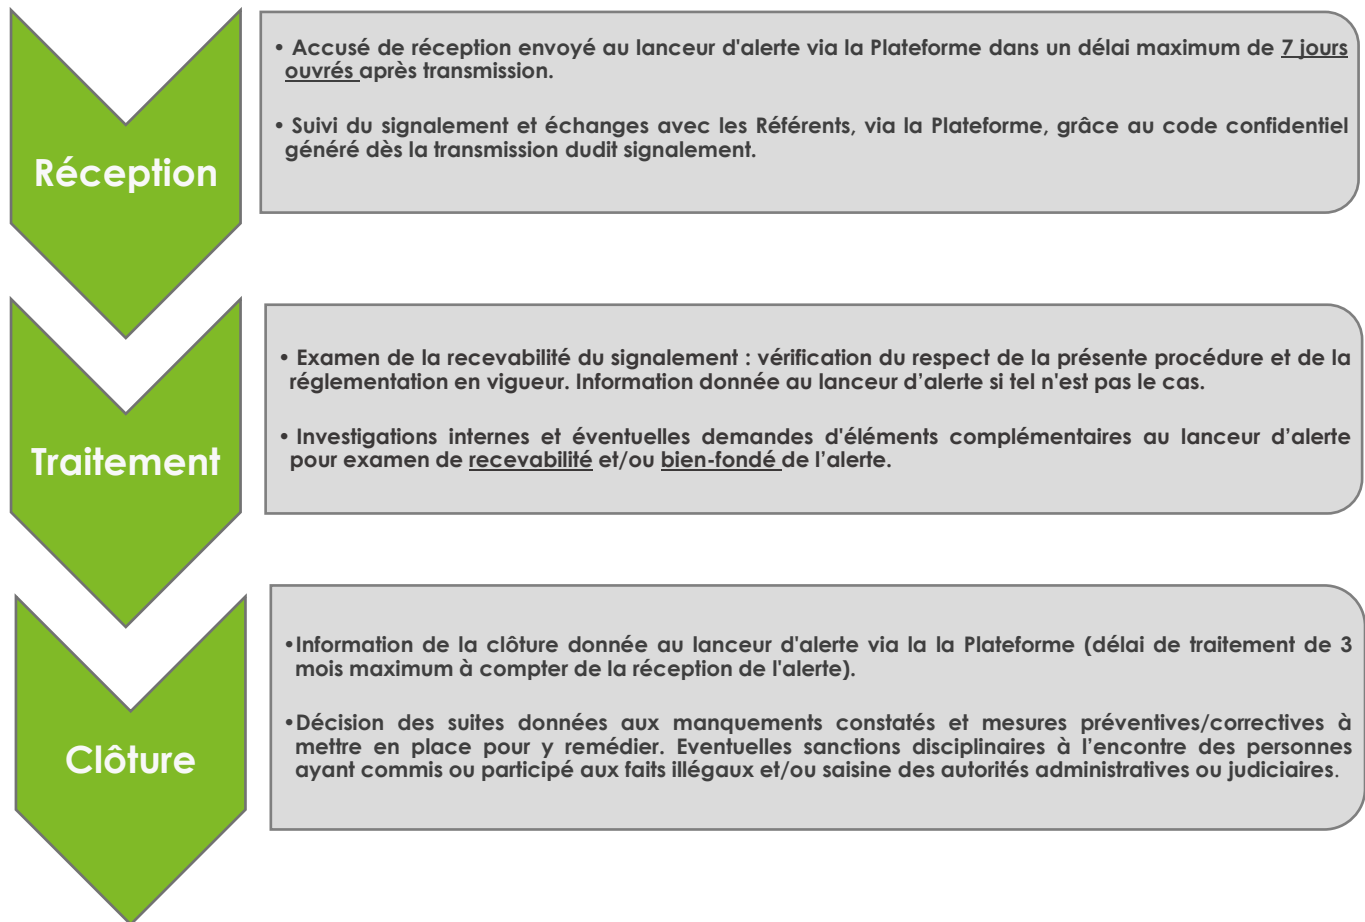 Réception
• Accusé de réception envoyé au lanceur d'alerte via la Plateforme dans un délai maximum de 7 jours
ouvrés après transmission.
• Suivi du signalement et échanges avec les Référents, via la Plateforme, grâce au code confidentiel
généré dès la transmission dudit signalement.
Traitement
• Examen de la recevabilité du signalement : vérification du respect de la présente procédure et de la
réglementation en vigueur. Information donnée au lanceur d’alerte si tel n'est pas le cas.
• Investigations internes et éventuelles demandes d'éléments complémentaires au lanceur d’alerte
pour examen de recevabilité et/ou bien-fondé de l’alerte.
Clôture
•Information de la clôture donnée au lanceur d'alerte via la la Plateforme (délai de traitement de 3
mois maximum à compter de la réception de l'alerte).
•Décision des suites données aux manquements constatés et mesures préventives/correctives à
mettre en place pour y remédier. Eventuelles sanctions disciplinaires à l’encontre des personnes
ayant commis ou participé aux faits illégaux et/ou saisine des autorités administratives ou judiciaires.